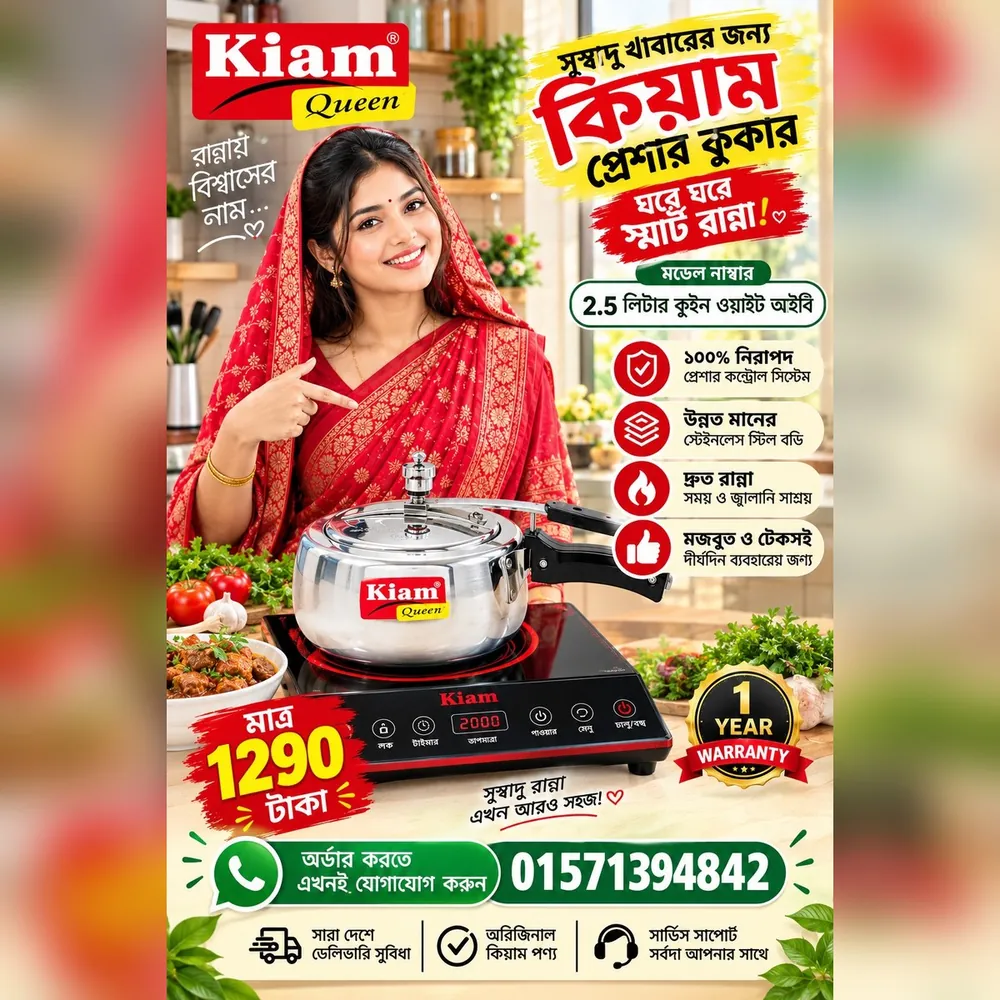 Kiam®
Queen
রান্নায়
বিশ্বাসের
নাম...
সুস্বাদু খাবারের জন্য
কিয়াম
প্রেশার কুকার
ঘরে ঘরে
স্মার্ট রান্না!
মডেল নাম্বার
2.5 লিটার কুইন ওয়াইট আইবি
১০০% নিরাপদ
প্রেশার কন্ট্রোল সিস্টেম
উন্নত মানের
স্টেইনলেস স্টিল বডি
দ্রুত রান্না
সময় ও জ্বালানি সাশ্রয়
মজবুত ও টেকসই
দীর্ঘদিন ব্যবহারের জন্য
Kiam®
Queen
Kiam
2000
লক টাইমার তাপমাত্রা পাওয়ার মেনু চালু/বন্ধ
মাত্র
1290
টাকা
1
YEAR
WARRANTY
সুস্বাদু রান্না
এখন আরও সহজ!
অর্ডার করতে
এখনই যোগাযোগ করুন
01571394842
সারা দেশে
ডেলিভারি সুবিধা
অরিজিনাল
কিয়াম পণ্য
সার্ভিস সাপোর্ট
সর্বদা আপনার সাথে